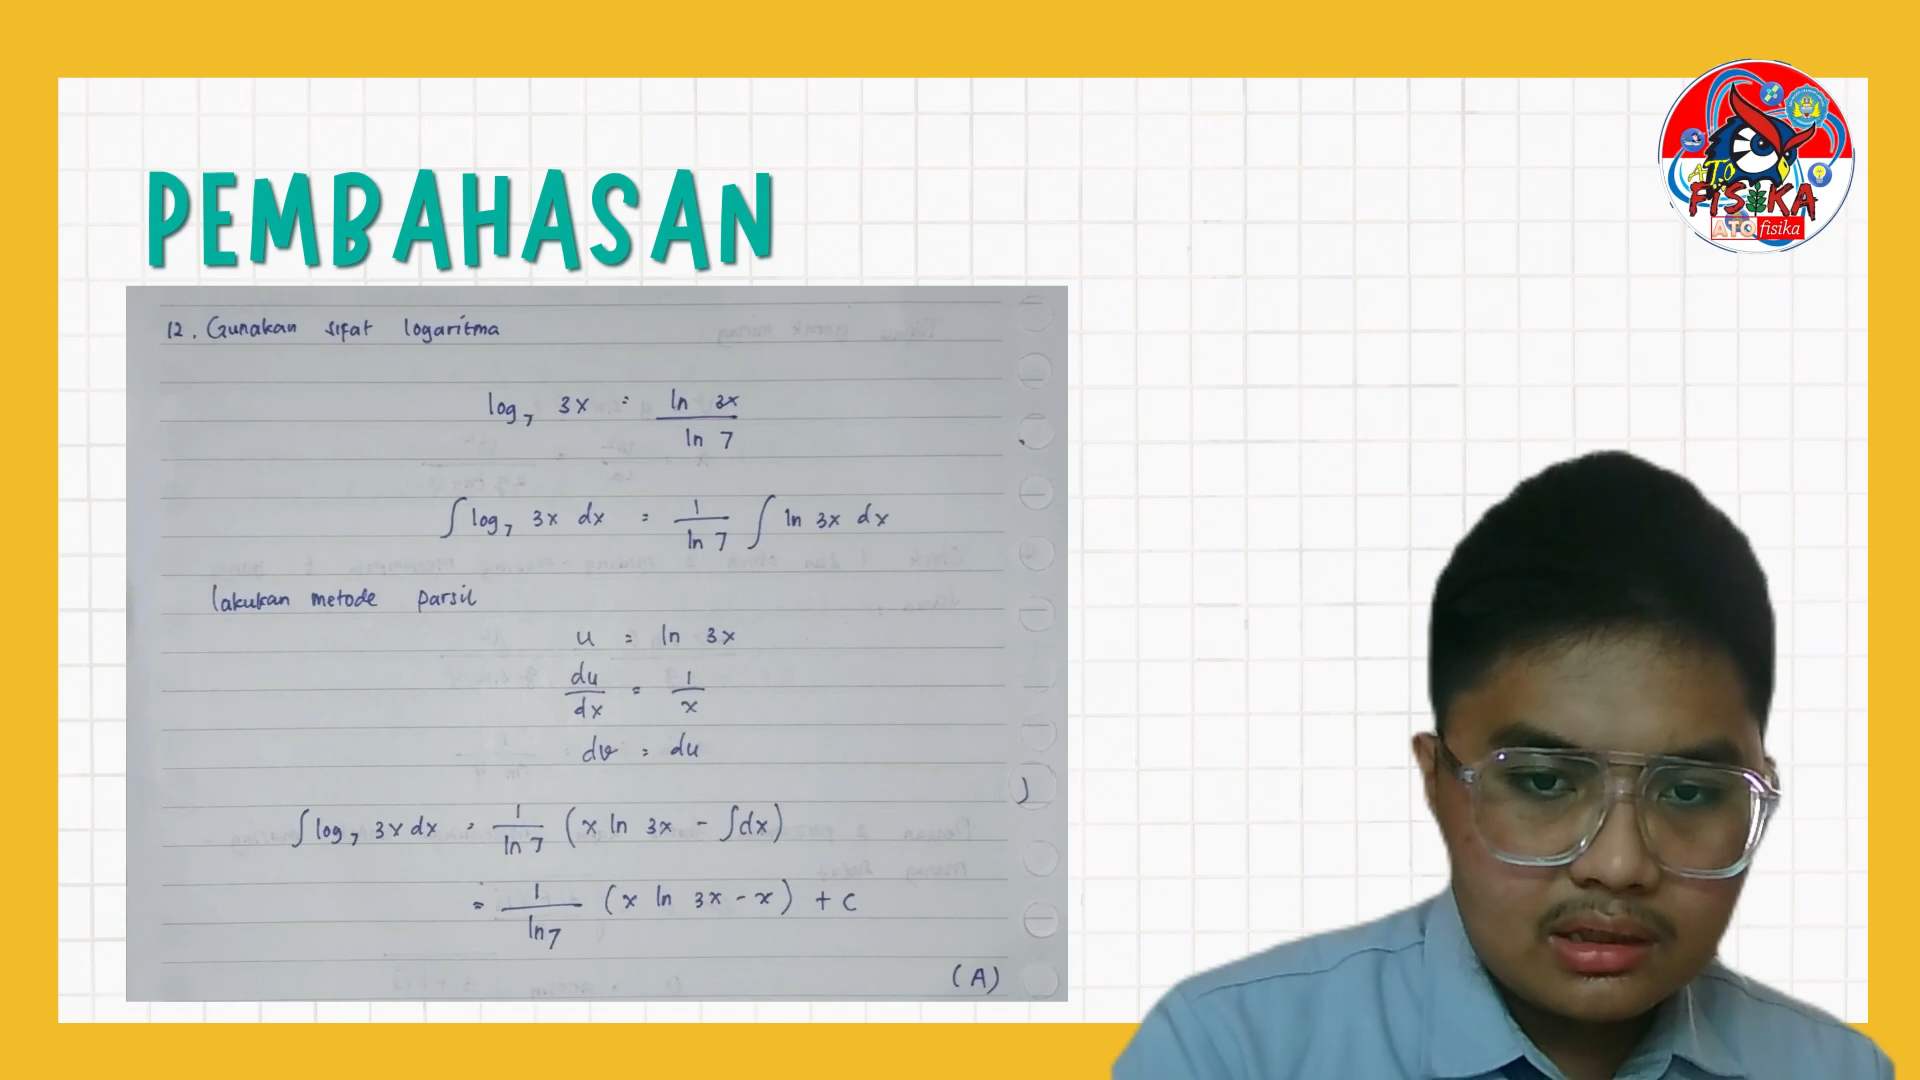 PEMBAHASAN
ATO
FISIKA
ATO fisika
12. Gunakan sifat logaritma
log₇ 3x = ln 3x / ln 7
∫ log₇ 3x dx = 1 / ln 7 ∫ ln 3x dx
lakukan metode parsil
u = ln 3x
du / dx = 1 / x
dv = du
∫ log₇ 3x dx = 1 / ln 7 (x ln 3x - ∫dx)
= 1 / ln 7 (x ln 3x - x) + c
(A)